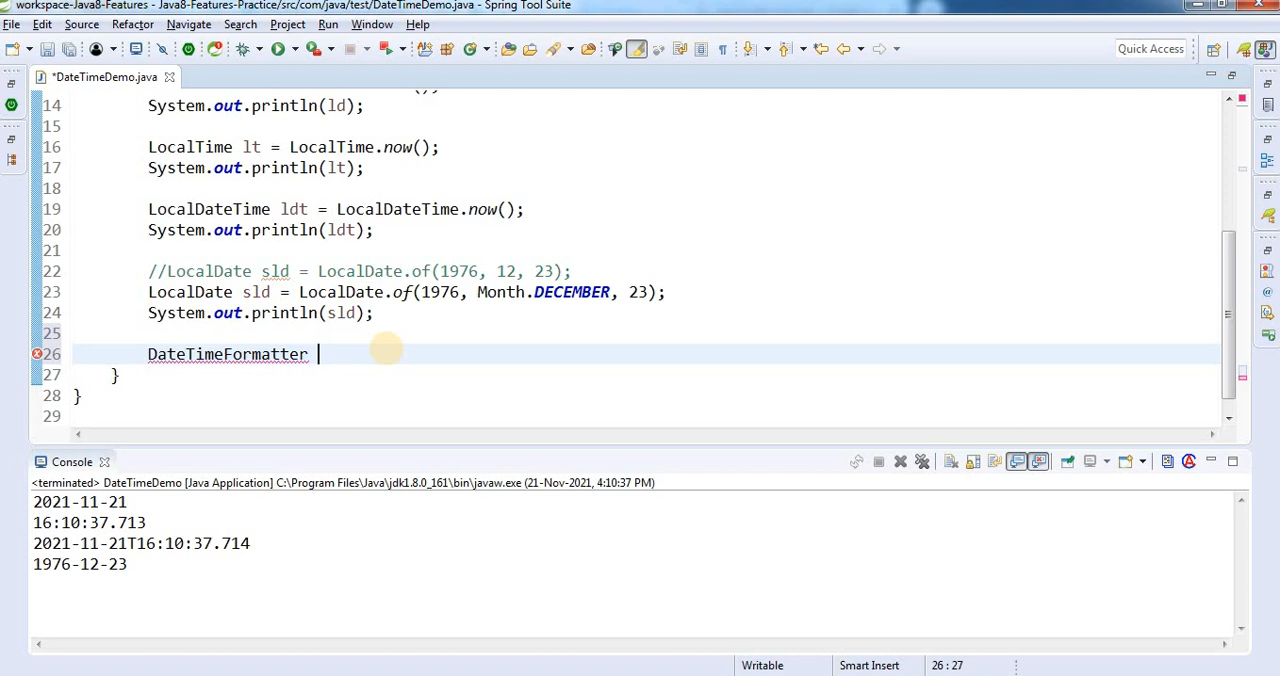 workspace-Java8-Features - Java8-Features-Practice/src/com/java/test/DateTimeDemo.java - Spring Tool Suite
File Edit Source Refactor Navigate Search Project Run Window Help
Quick Access
*DateTimeDemo.java
14 System.out.println(ld);
15
16 LocalTime lt = LocalTime.now();
17 System.out.println(lt);
18
19 LocalDateTime ldt = LocalDateTime.now();
20 System.out.println(ldt);
21
22 //LocalDate sld = LocalDate.of(1976, 12, 23);
23 LocalDate sld = LocalDate.of(1976, Month.DECEMBER, 23);
24 System.out.println(sld);
25
26 DateTimeFormatter
27 }
28 }
29
Console
<terminated> DateTimeDemo [Java Application] C:\Program Files\Java\jdk1.8.0_161\bin\javaw.exe (21-Nov-2021, 4:10:37 PM)
2021-11-21
16:10:37.713
2021-11-21T16:10:37.714
1976-12-23
Writable Smart Insert 26 : 27